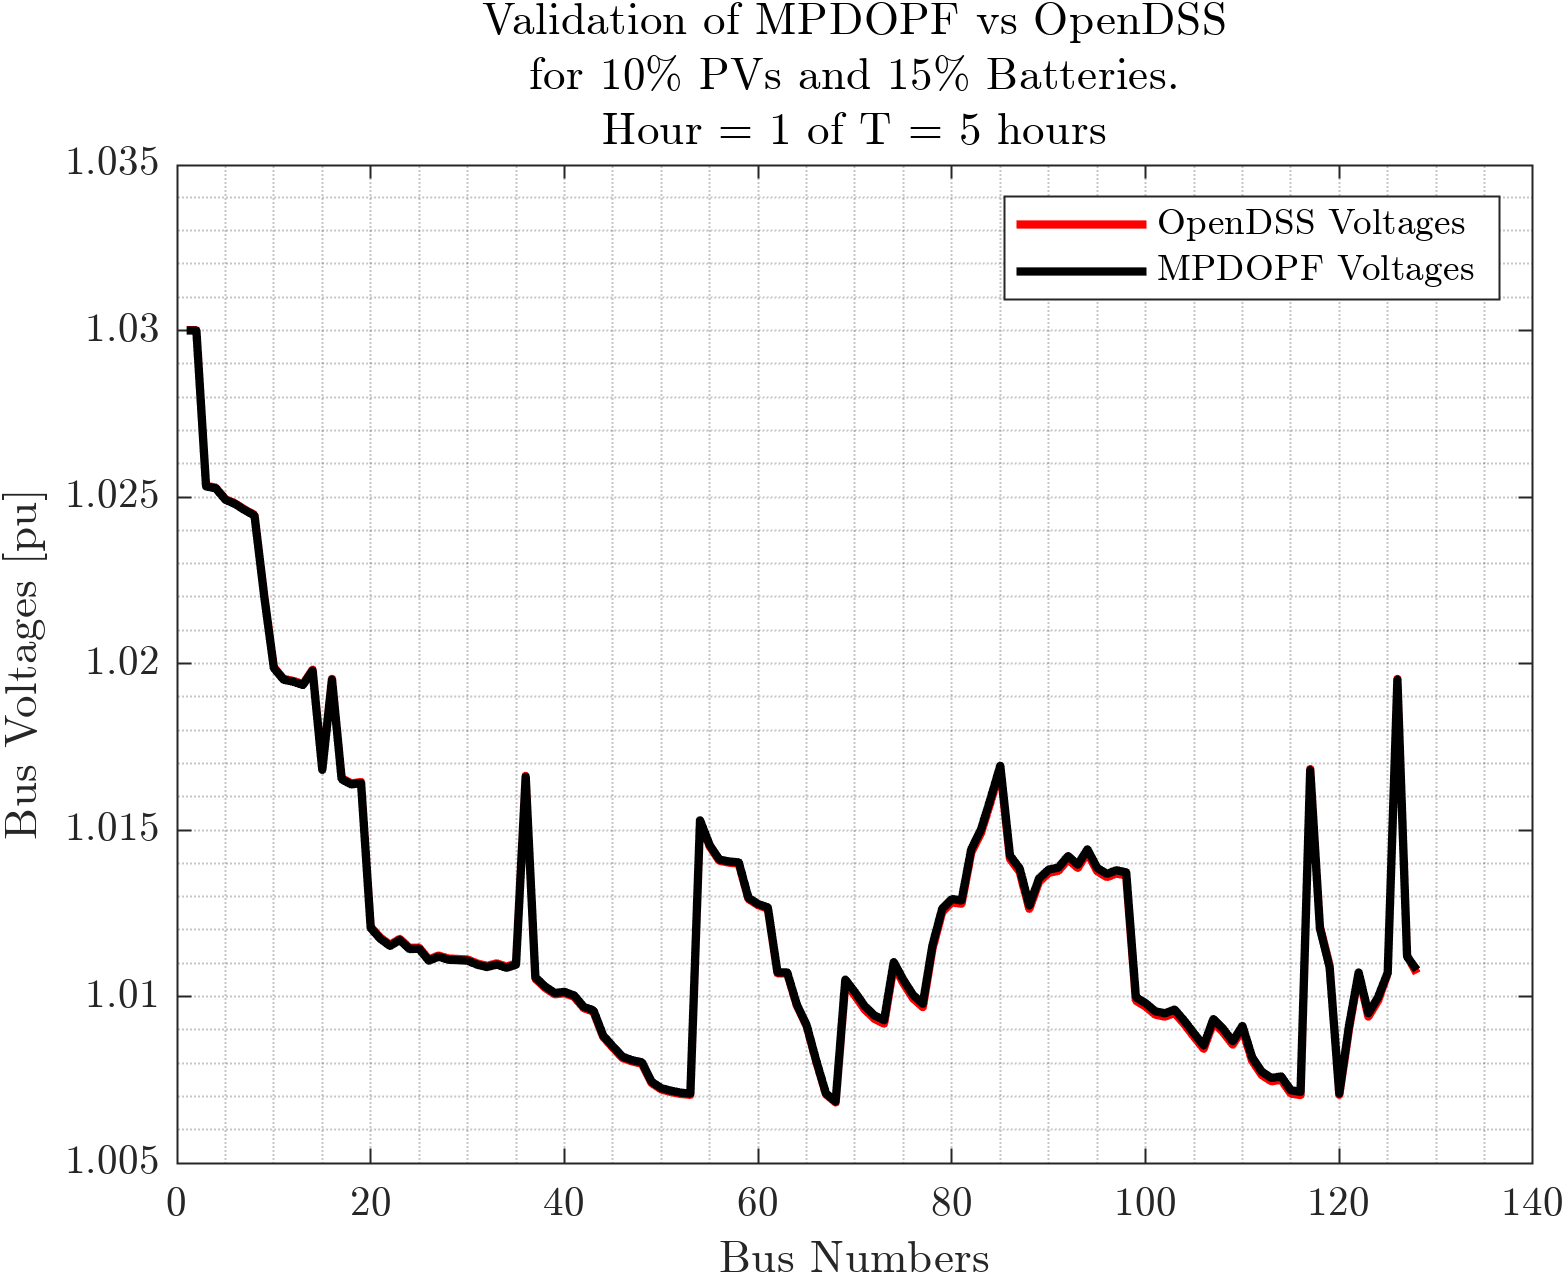 Validation of MPDOPF vs OpenDSS
for 10% PVs and 15% Batteries.
Hour = 1 of T = 5 hours
OpenDSS Voltages
MPDOPF Voltages
Bus Voltages [pu]
1.035
1.03
1.025
1.02
1.015
1.01
1.005
0 20 40 60 80 100 120 140
Bus Numbers